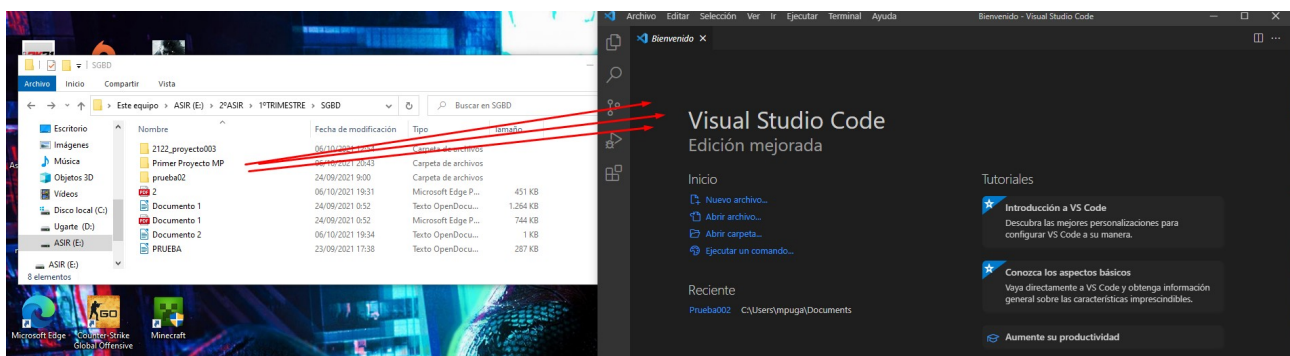 SGBD
Archivo Inicio Compartir Vista
Este equipo > ASIR (E:) > 2ºASIR > 1ºTRIMESTRE > SGBD
Buscar en SGBD
Escritorio
Imágenes
Música
Objetos 3D
Vídeos
Disco local (C:)
Ugarte (D:)
ASIR (E:)
ASIR (E:)
8 elementos
Nombre Fecha de modificación Tipo Tamaño
2122_proyecto003 06/10/2021 Carpeta de archivos
Primer Proyecto MP 06/10/2021 20:43 Carpeta de archivos
prueba02 24/09/2021 9:00 Carpeta de archivos
2 06/10/2021 19:31 Microsoft Edge P... 451 KB
Documento 1 24/09/2021 0:52 Texto OpenDocu... 1.264 KB
Documento 1 24/09/2021 0:52 Microsoft Edge P... 744 KB
Documento 2 06/10/2021 19:34 Texto OpenDocu... 1 KB
PRUEBA 23/09/2021 17:38 Texto OpenDocu... 287 KB
GO
Microsoft Edge
Counter-Strike
Global Offensive
Minecraft
Archivo Editar Selección Ver Ir Ejecutar Terminal Ayuda
Bienvenido - Visual Studio Code
Bienvenido
Visual Studio Code
Edición mejorada
Inicio
Nuevo archivo...
Abrir archivo...
Abrir carpeta...
Ejecutar un comando...
Reciente
Prueba002 C:\Users\mpuga\Documents
Tutoriales
Introducción a VS Code
Descubra las mejores personalizaciones para
configurar VS Code a su manera.
Conozca los aspectos básicos
Vaya directamente a VS Code y obtenga información
general sobre las características imprescindibles.
Aumente su productividad